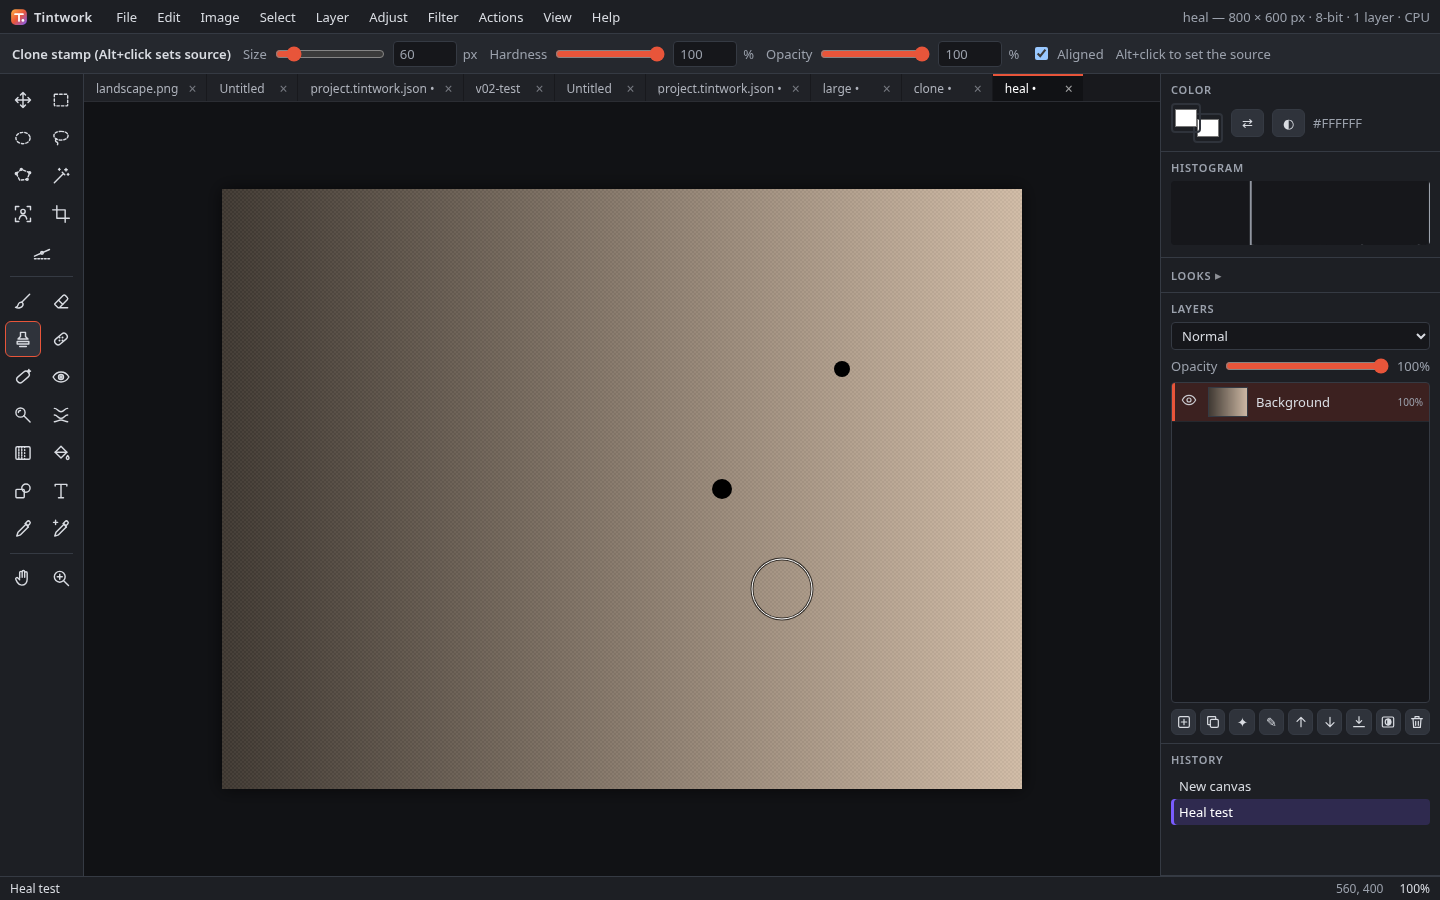 Tintwork File Edit Image Select Layer Adjust Filter Actions View Help heal — 800 × 600 px · 8-bit · 1 layer · CPU
Clone stamp (Alt+click sets source) Size 60 px Hardness 100 % Opacity 100 % Aligned Alt+click to set the source
landscape.png × Untitled × project.tintwork.json • × v02-test × Untitled × project.tintwork.json • × large • × clone • × heal • ×
COLOR
#FFFFFF
HISTOGRAM
LOOKS ▸
LAYERS
Normal
Opacity 100%
Background 100%
HISTORY
New canvas
Heal test
Heal test 560, 400 100%